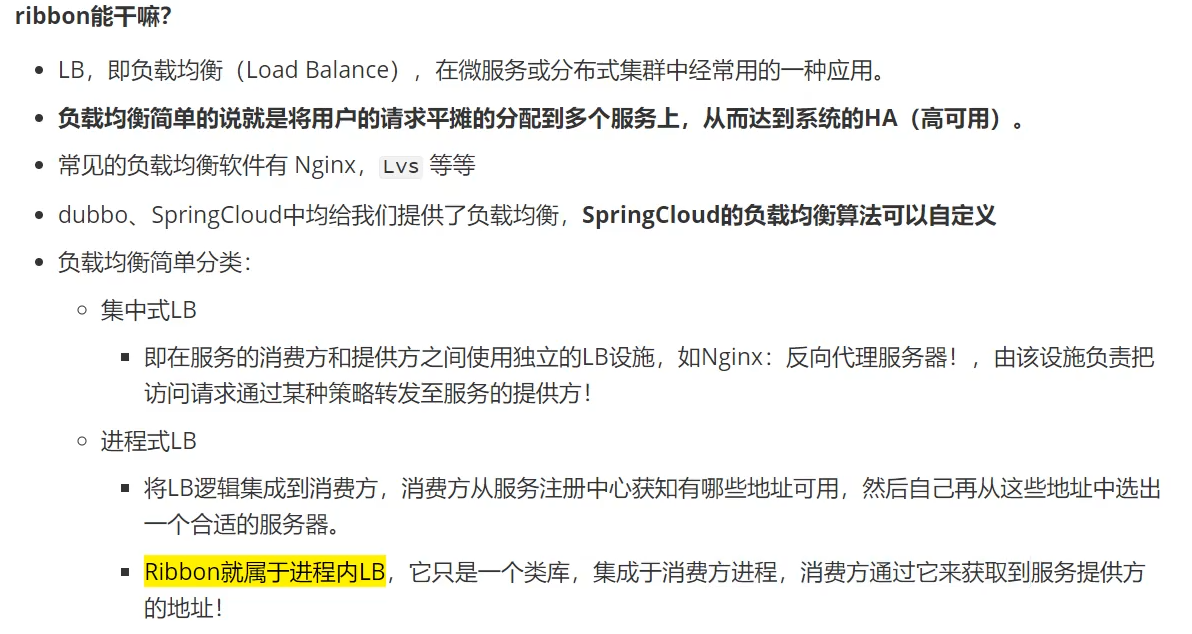 ribbon能干嘛?
LB，即负载均衡（Load Balance），在微服务或分布式集群中经常用的一种应用。
负载均衡简单的说就是将用户的请求平摊的分配到多个服务上，从而达到系统的HA（高可用）。
常见的负载均衡软件有 Nginx，Lvs 等等
dubbo、SpringCloud中均给我们提供了负载均衡，SpringCloud的负载均衡算法可以自定义
负载均衡简单分类：
集中式LB
即在服务的消费方和提供方之间使用独立的LB设施，如Nginx：反向代理服务器！，由该设施负责把
访问请求通过某种策略转发至服务的提供方！
进程式LB
将LB逻辑集成到消费方，消费方从服务注册中心获知有哪些地址可用，然后自己再从这些地址中选出
一个合适的服务器。
Ribbon就属于进程内LB，它只是一个类库，集成于消费方进程，消费方通过它来获取到服务提供方
的地址！